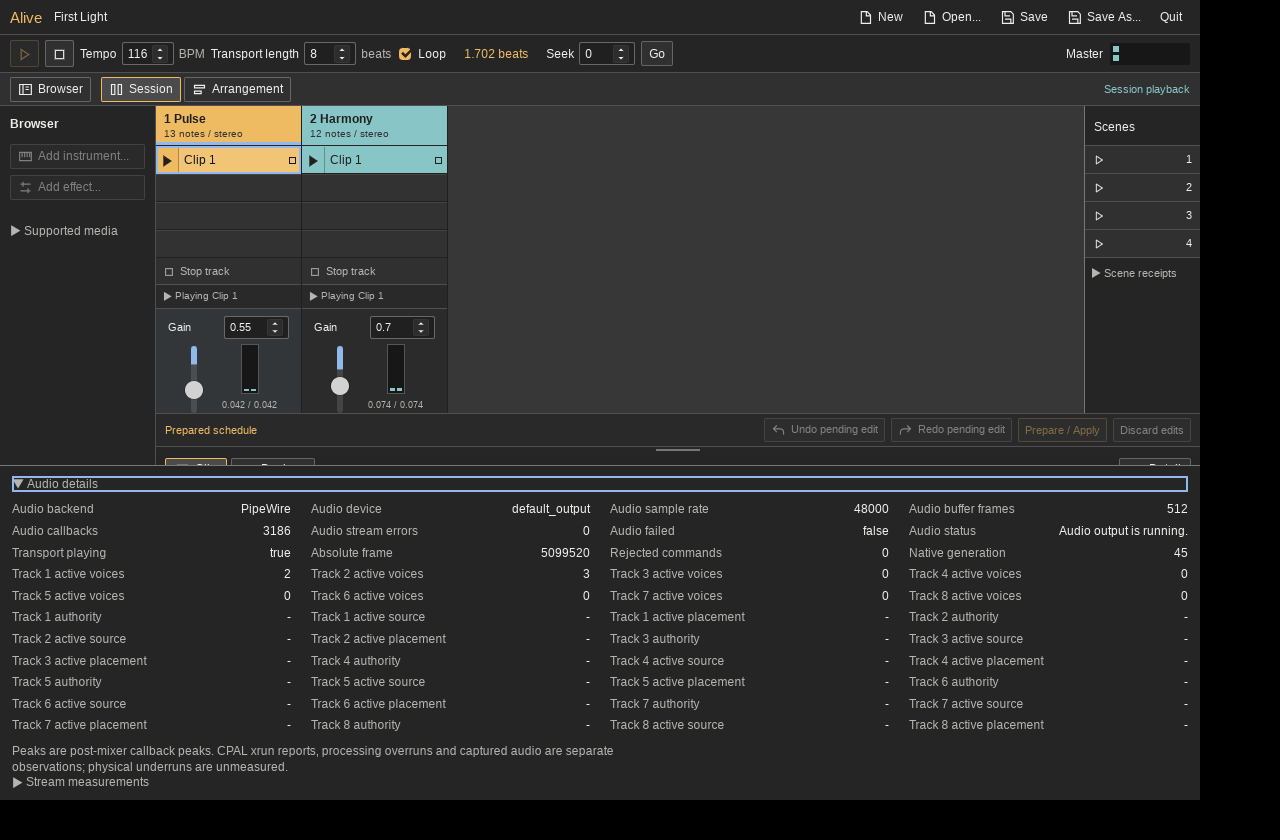 Alive First Light New Open... Save Save As... Quit
Tempo 116 BPM Transport length 8 beats Loop 1.702 beats Seek 0 Go Master
Browser Session Arrangement Session playback
Browser
Add instrument...
Add effect...
Supported media
1 Pulse
13 notes / stereo
Clip 1
Stop track
Playing Clip 1
Gain 0.55
0.042 / 0.042
2 Harmony
12 notes / stereo
Clip 1
Stop track
Playing Clip 1
Gain 0.7
0.074 / 0.074
Scenes
1
2
3
4
Scene receipts
Prepared schedule Undo pending edit Redo pending edit Prepare / Apply Discard edits
Audio details
Audio backend PipeWire Audio device default_output Audio sample rate 48000 Audio buffer frames 512
Audio callbacks 3186 Audio stream errors 0 Audio failed false Audio status Audio output is running.
Transport playing true Absolute frame 5099520 Rejected commands 0 Native generation 45
Track 1 active voices 2 Track 2 active voices 3 Track 3 active voices 0 Track 4 active voices 0
Track 5 active voices 0 Track 6 active voices 0 Track 7 active voices 0 Track 8 active voices 0
Track 1 authority - Track 1 active source - Track 1 active placement - Track 2 authority -
Track 2 active source - Track 2 active placement - Track 3 authority - Track 3 active source -
Track 3 active placement - Track 4 authority - Track 4 active source - Track 4 active placement -
Track 5 authority - Track 5 active source - Track 5 active placement - Track 6 authority -
Track 6 active source - Track 6 active placement - Track 7 authority - Track 7 active source -
Track 7 active placement - Track 8 authority - Track 8 active source - Track 8 active placement -
Peaks are post-mixer callback peaks. CPAL xrun reports, processing overruns and captured audio are separate
observations; physical underruns are unmeasured.
Stream measurements